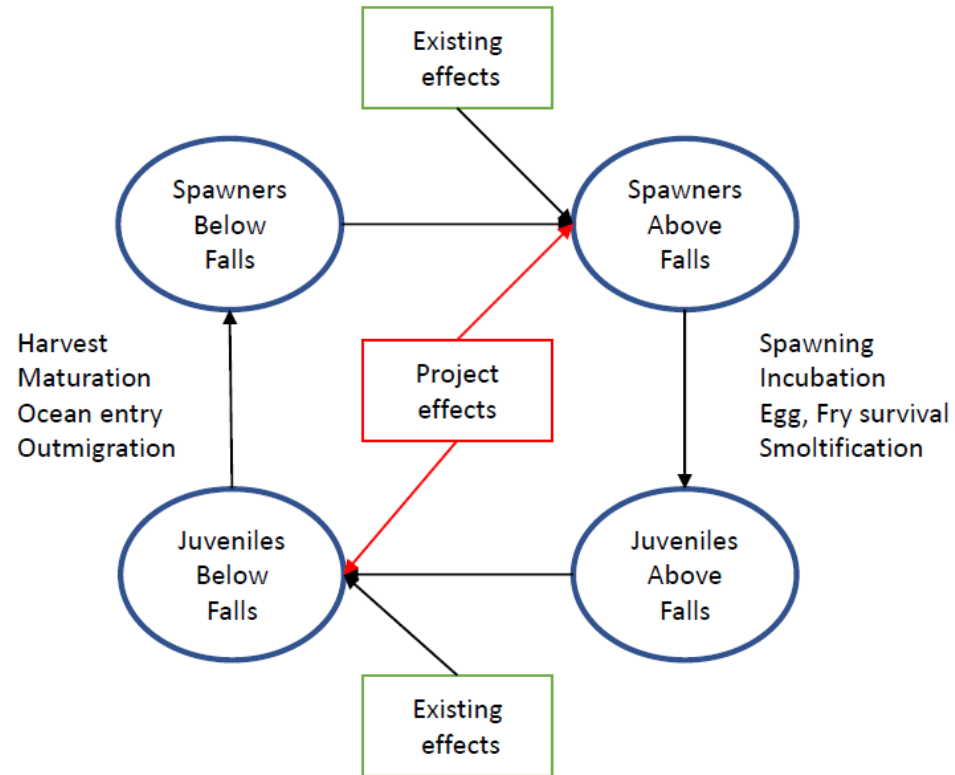 Existing
effects
Spawners
Below
Falls
Spawners
Above
Falls
Harvest
Maturation
Ocean entry
Outmigration
Project
effects
Spawning
Incubation
Egg, Fry survival
Smoltification
Juveniles
Below
Falls
Juveniles
Above
Falls
Existing
effects